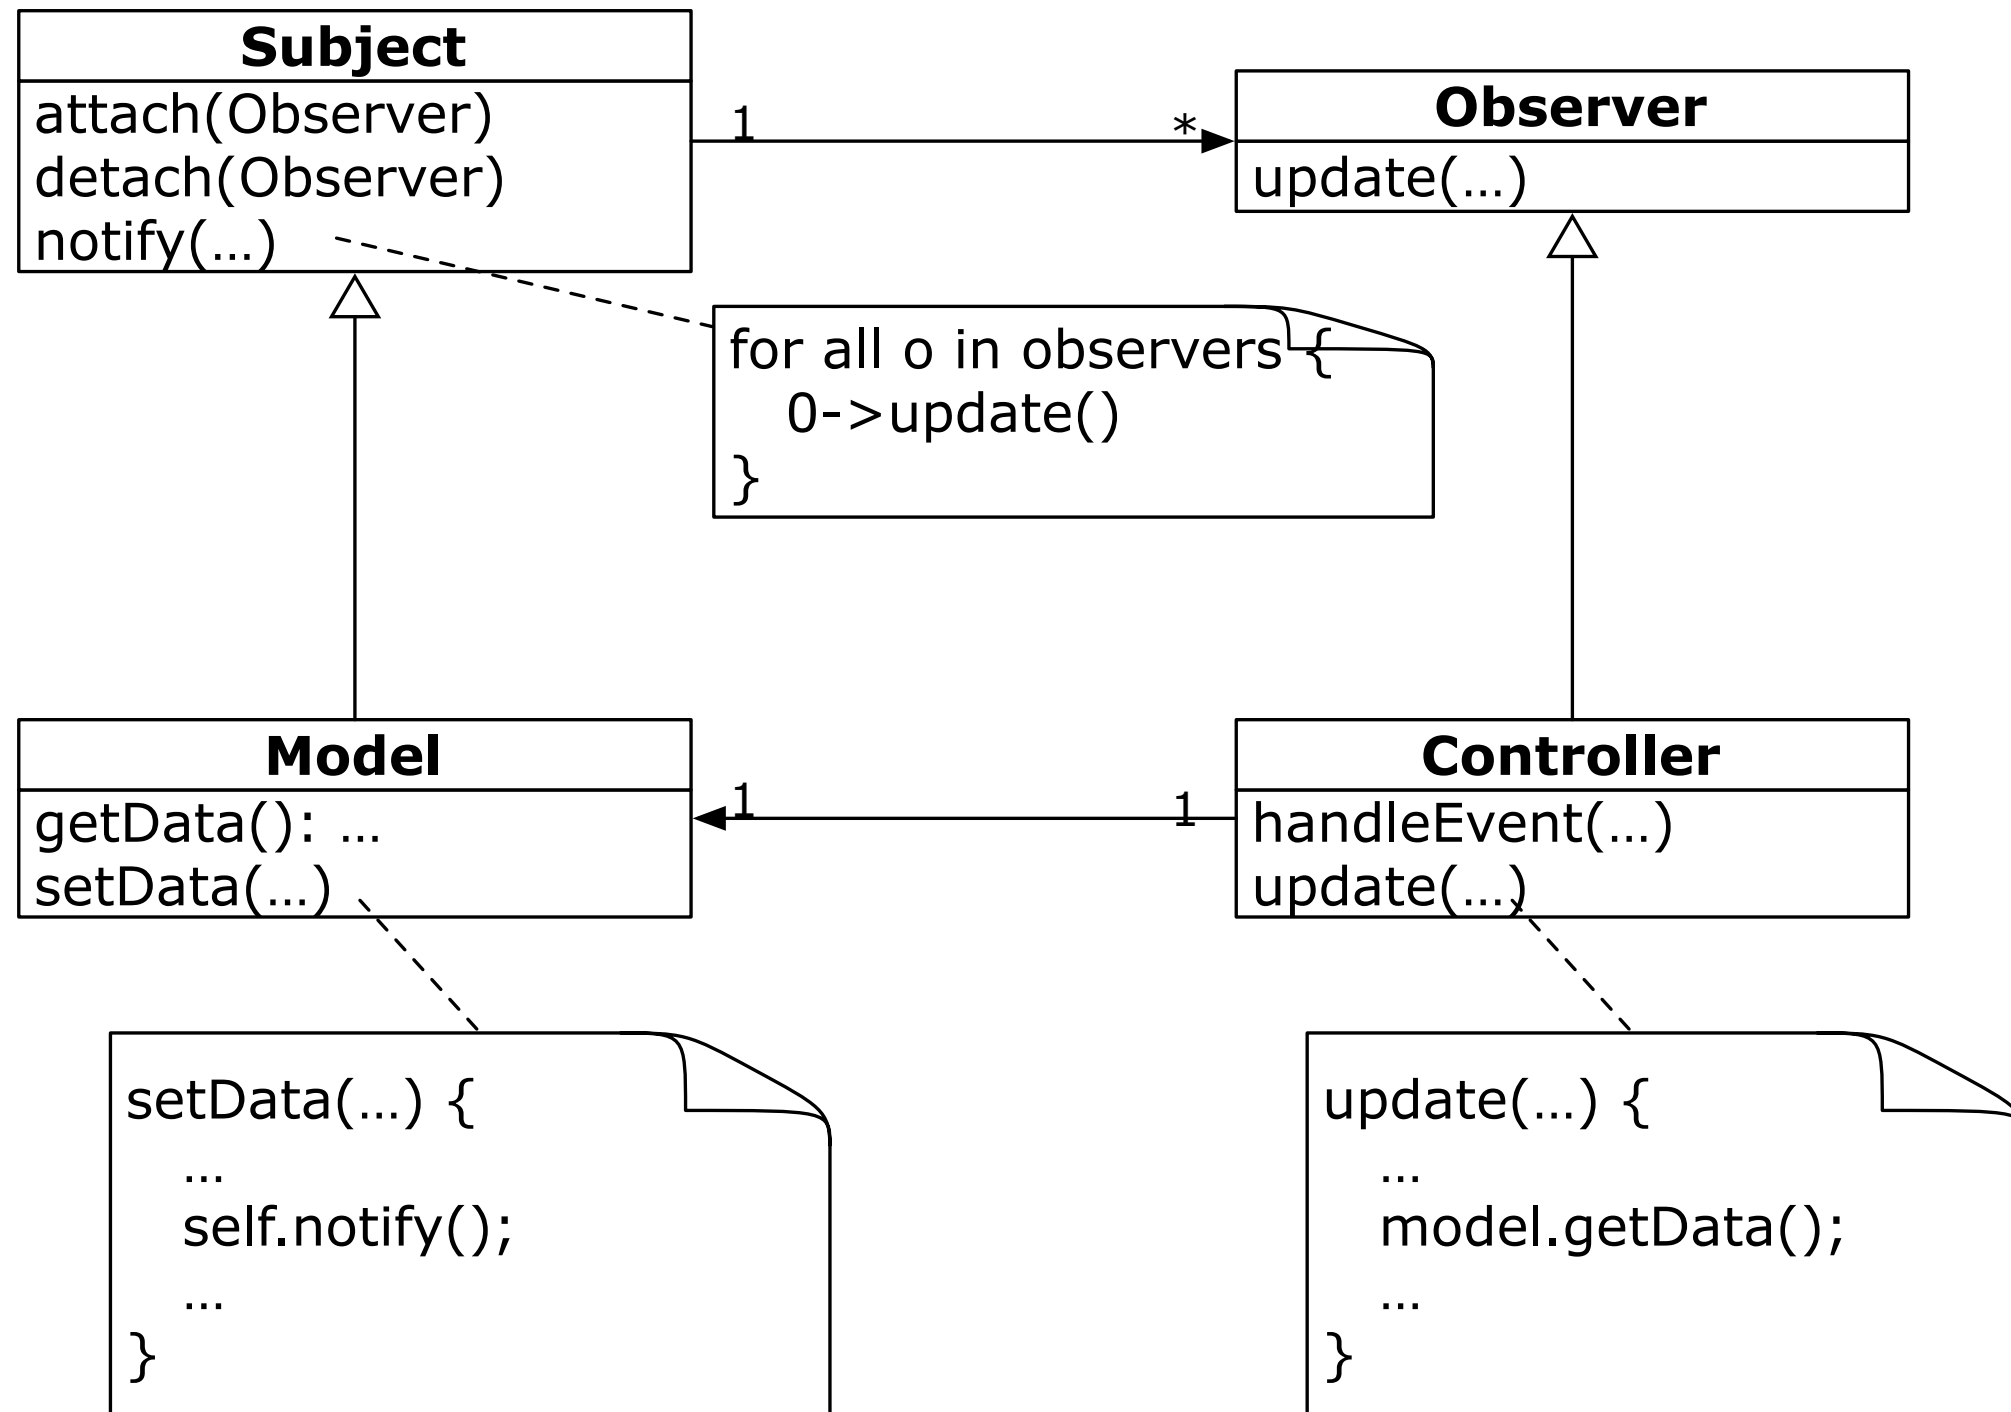 Subject
attach(Observer)
detach(Observer)
notify(…)
1
*
Observer
update(…)
for all o in observers {
0->update()
}
Model
getData(): …
setData(…)
1
1
Controller
handleEvent(…)
update(…)
setData(…) {
…
self.notify();
…
}
update(…) {
…
model.getData();
…
}